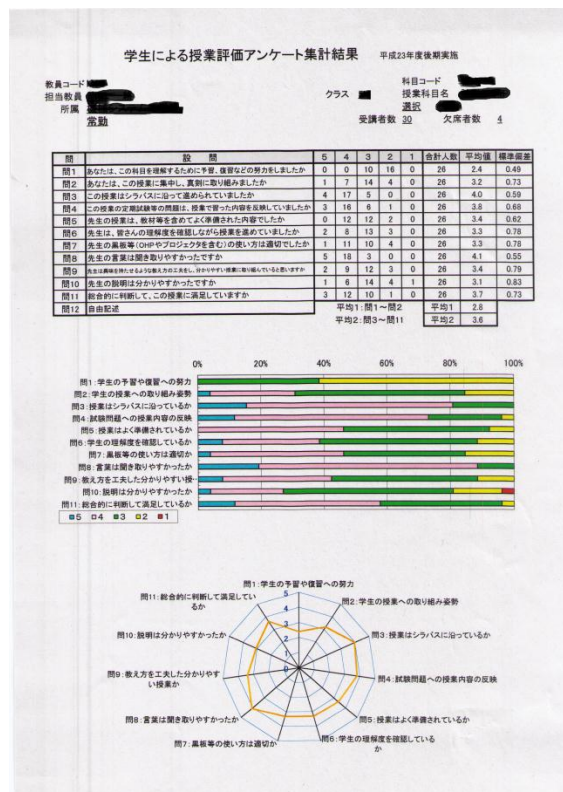 学生による授業評価アンケート集計結果 平成23年度後期実施
教員コード
担当教員
所属
常勤
クラス
科目コード
授業科目名
選択
受講者数 30 欠席者数 4
問 設問 5 4 3 2 1 合計人数 平均値 標準偏差
問1 あなたは、この科目を理解するために予習、復習などの努力をしましたか 0 0 10 16 0 26 2.4 0.49
問2 あなたは、この授業に集中し、真剣に取り組みましたか 1 7 14 4 0 26 3.2 0.73
問3 この授業はシラバスに沿って進められていましたか 4 17 5 0 0 26 4.0 0.59
問4 この授業の定期試験等の問題は、授業で習った内容を反映していましたか 3 16 6 1 0 26 3.8 0.68
問5 先生の授業は、教材等を含めてよく準備された内容でしたか 0 12 12 2 0 26 3.4 0.62
問6 先生は、皆さんの理解度を確認しながら授業を進めていましたか 2 8 13 3 0 26 3.3 0.78
問7 先生の黒板等(OHPやプロジェクタを含む)の使い方は適切でしたか 1 11 10 4 0 26 3.3 0.78
問8 先生の言葉は聞き取りやすかったですか 5 18 3 0 0 26 4.1 0.55
問9 先生は興味を持たせるような教え方の工夫をし、分かりやすい授業に取り組んでいると思いますか 2 9 12 3 0 26 3.4 0.79
問10 先生の説明は分かりやすかったですか 1 6 14 4 1 26 3.1 0.83
問11 総合的に判断して、この授業に満足していますか 3 12 10 1 0 26 3.7 0.73
問12 自由記述 平均1:問1~問2 平均1 2.8
平均2:問3~問11 平均2 3.6
0% 20% 40% 60% 80% 100%
問1:学生の予習や復習への努力
問2:学生の授業への取り組み姿勢
問3:授業はシラバスに沿っているか
問4:試験問題への授業内容の反映
問5:授業はよく準備されているか
問6:学生の理解度を確認しているか
問7:黒板等の使い方は適切か
問8:言葉は聞き取りやすかったか
問9:教え方を工夫した分かりやすい授
問10:説明は分かりやすかったか
問11:総合的に判断して満足しているか
5 4 3 2 1
問1:学生の予習や復習への努力
問2:学生の授業への取り組み姿勢
問3:授業はシラバスに沿っているか
問4:試験問題への授業内容の反映
問5:授業はよく準備されているか
問6:学生の理解度を確認している
か
問7:黒板等の使い方は適切か
問8:言葉は聞き取りやすかったか
問9:教え方を工夫した分かりやす
い授業か
問10:説明は分かりやすかったか
問11:総合的に判断して満足してい
るか
5
4
3
2
1
0